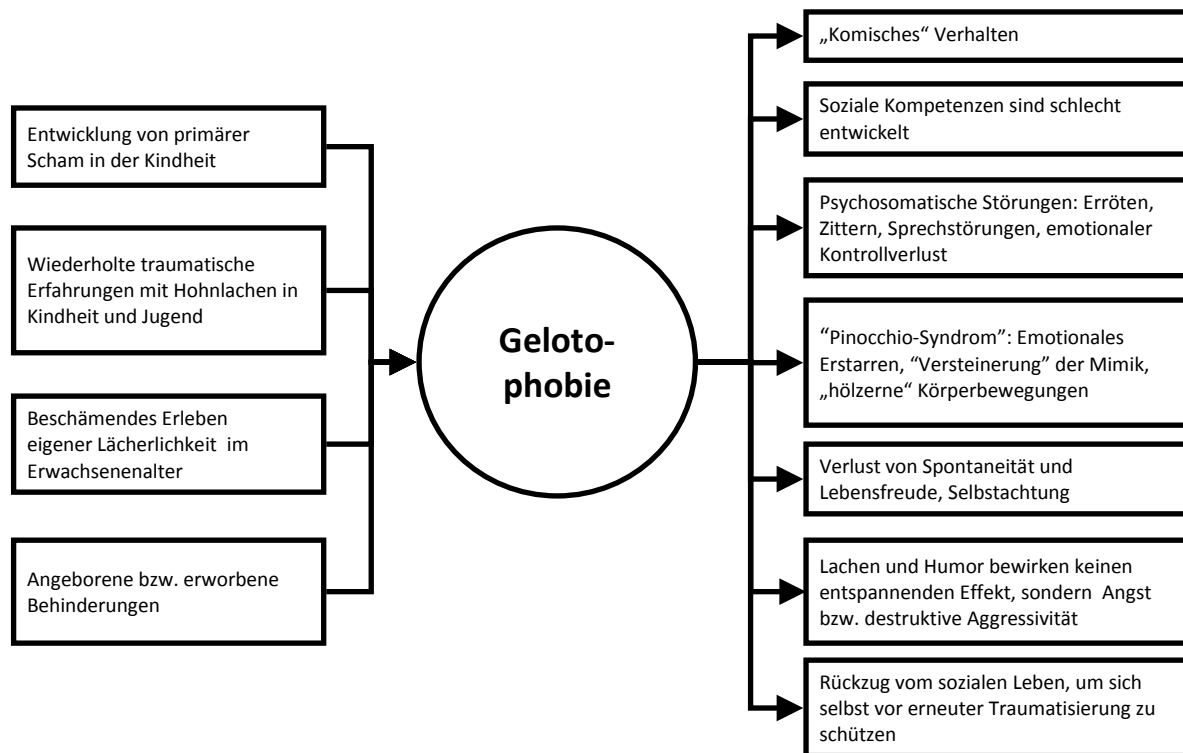 Entwicklung von primärer
Scham in der Kindheit
Wiederholte traumatische
Erfahrungen mit Hohnlachen in
Kindheit und Jugend
Beschämendes Erleben
eigener Lächerlichkeit  im
Erwachsenenalter
Angeborene bzw. erworbene
Behinderungen
Geloto-
phobie
„Komisches“ Verhalten
Soziale Kompetenzen sind schlecht
entwickelt
Psychosomatische Störungen: Erröten,
Zittern, Sprechstörungen, emotionaler
Kontrollverlust
“Pinocchio-Syndrom”: Emotionales
Erstarren, “Versteinerung” der Mimik,
„hölzerne“ Körperbewegungen
Verlust von Spontaneität und
Lebensfreude, Selbstachtung
Lachen und Humor bewirken keinen
entspannenden Effekt, sondern  Angst
bzw. destruktive Aggressivität
Rückzug vom sozialen Leben, um sich
selbst vor erneuter Traumatisierung zu
schützen